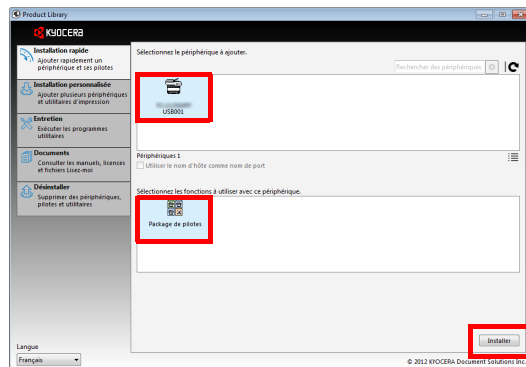 Product Library
KYOCERA
Installation rapide
Ajouter rapidement un
périphérique et ses pilotes
Installation personnalisée
Ajouter plusieurs périphériques
et utilitaires d'impression
Entretien
Exécuter les programmes
utilitaires
Documents
Consulter les manuels, licences
et fichiers Lisez-moi
Désinstaller
Supprimer des périphériques,
pilotes et utilitaires
Langue
Français
Sélectionnez le périphérique à ajouter.
Rechercher des périphériques
USB001
Périphériques 1
Utiliser le nom d'hôte comme nom de port
Sélectionnez les fonctions à utiliser avec ce périphérique.
Package de pilotes
Installer
© 2012 KYOCERA Document Solutions Inc.